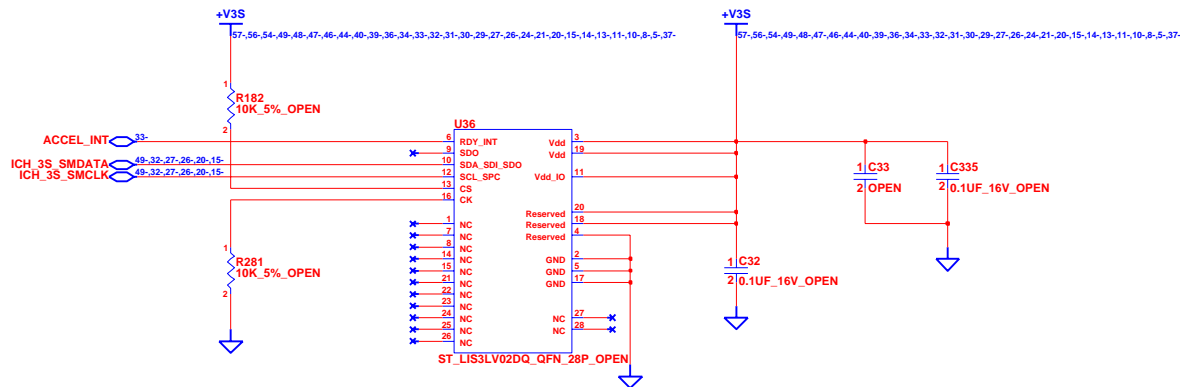 +V3S
57-,56-,54-,49-,48-,47-,46-,44-,40-,39-,36-,34-,33-,32-,31-,30-,29-,27-,26-,24-,21-,20-,15-,14-,13-,11-,10-,8-,5-,37-
+V3S
57-,56-,54-,49-,48-,47-,46-,44-,40-,39-,36-,34-,33-,32-,31-,30-,29-,27-,26-,24-,21-,20-,15-,14-,13-,11-,10-,8-,5-,37-
1
R182
10K_5%_OPEN
2
U36
ACCEL_INT
33-
6 RDY_INT
9 SDO
ICH_3S_SMDATA
49-,32-,27-,26-,20-,15-
10 SDA_SDI_SDO
ICH_3S_SMCLK
49-,32-,27-,26-,20-,15-
12 SCL_SPC
13 CS
16 CK
1 NC
7 NC
8 NC
14 NC
15 NC
21 NC
22 NC
23 NC
24 NC
25 NC
26 NC
Vdd 3
Vdd 19
Vdd_IO 11
Reserved 20
Reserved 18
Reserved 4
GND 2
GND 5
GND 17
NC 27
NC 28
ST_LIS3LV02DQ_QFN_28P_OPEN
1
R281
10K_5%_OPEN
2
1 C33
2 OPEN
1 C335
2 0.1UF_16V_OPEN
1 C32
2 0.1UF_16V_OPEN